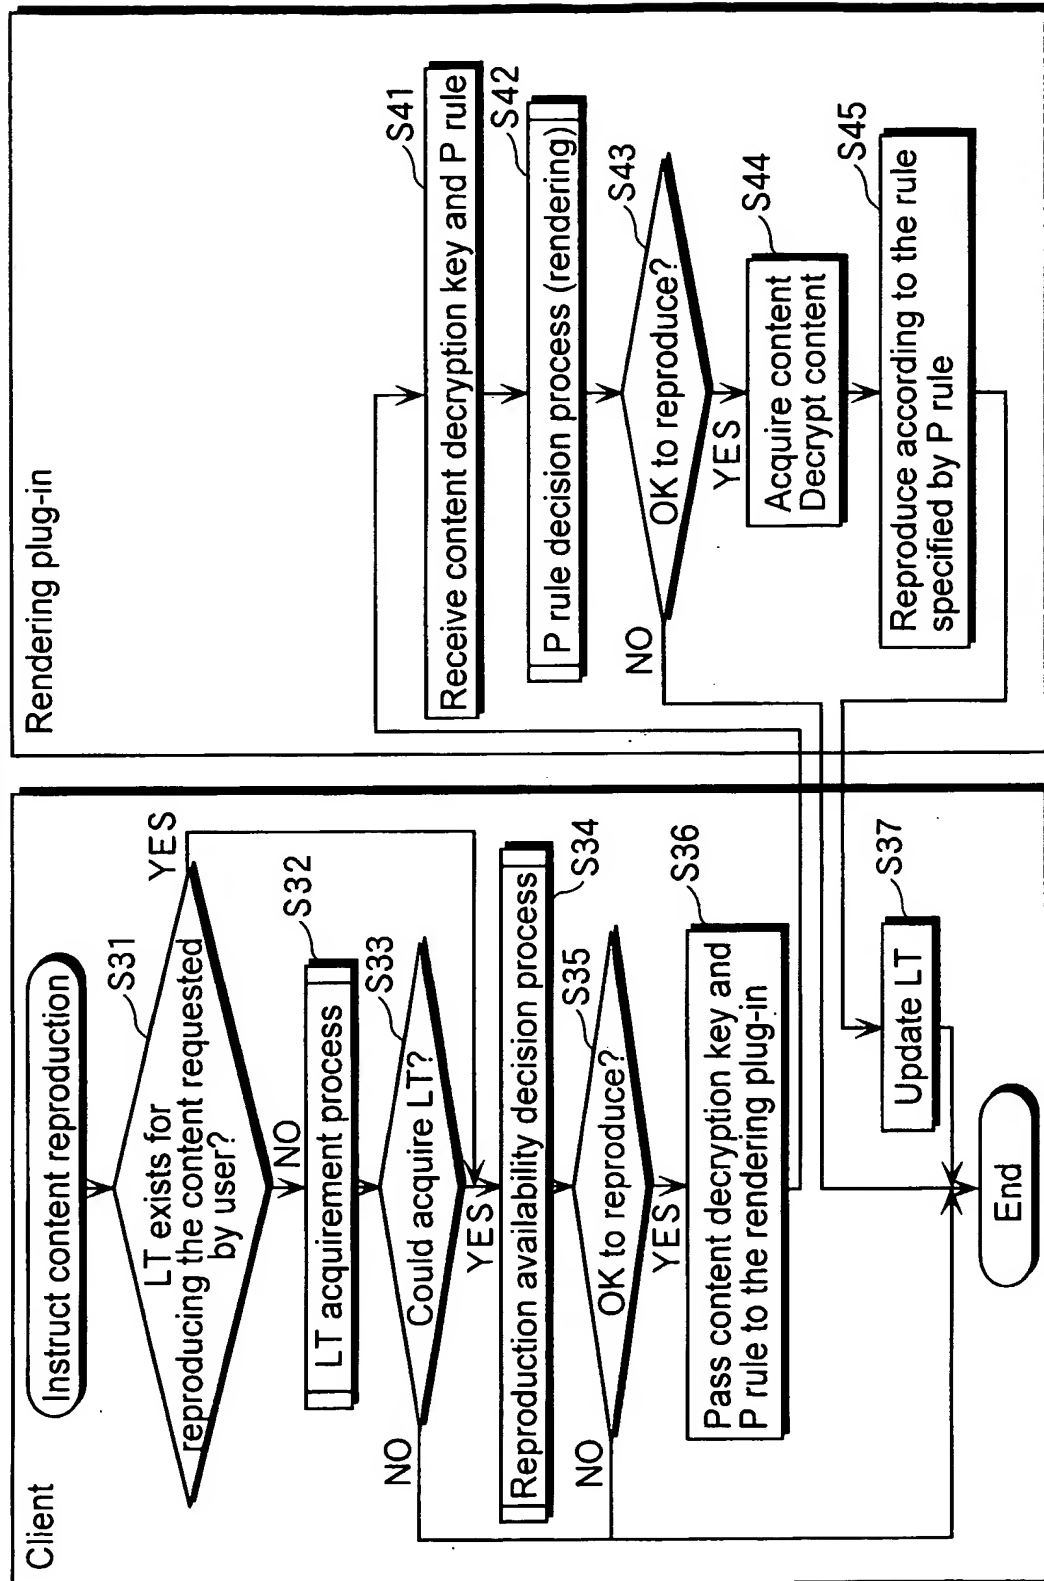 Client
Instruct content reproduction
S31
LT exists for
reproducing the content requested
by user?
YES
NO
S32
LT acquirement process
S33
Could acquire LT?
NO
YES
S34
Reproduction availability decision process
S35
OK to reproduce?
NO
YES
S36
Pass content decryption key and
P rule to the rendering plug-in
S37
Update LT
End
Rendering plug-in
S41
Receive content decryption key and P rule
S42
P rule decision process (rendering)
S43
OK to reproduce?
NO
YES
S44
Acquire content
Decrypt content
S45
Reproduce according to the rule
specified by P rule